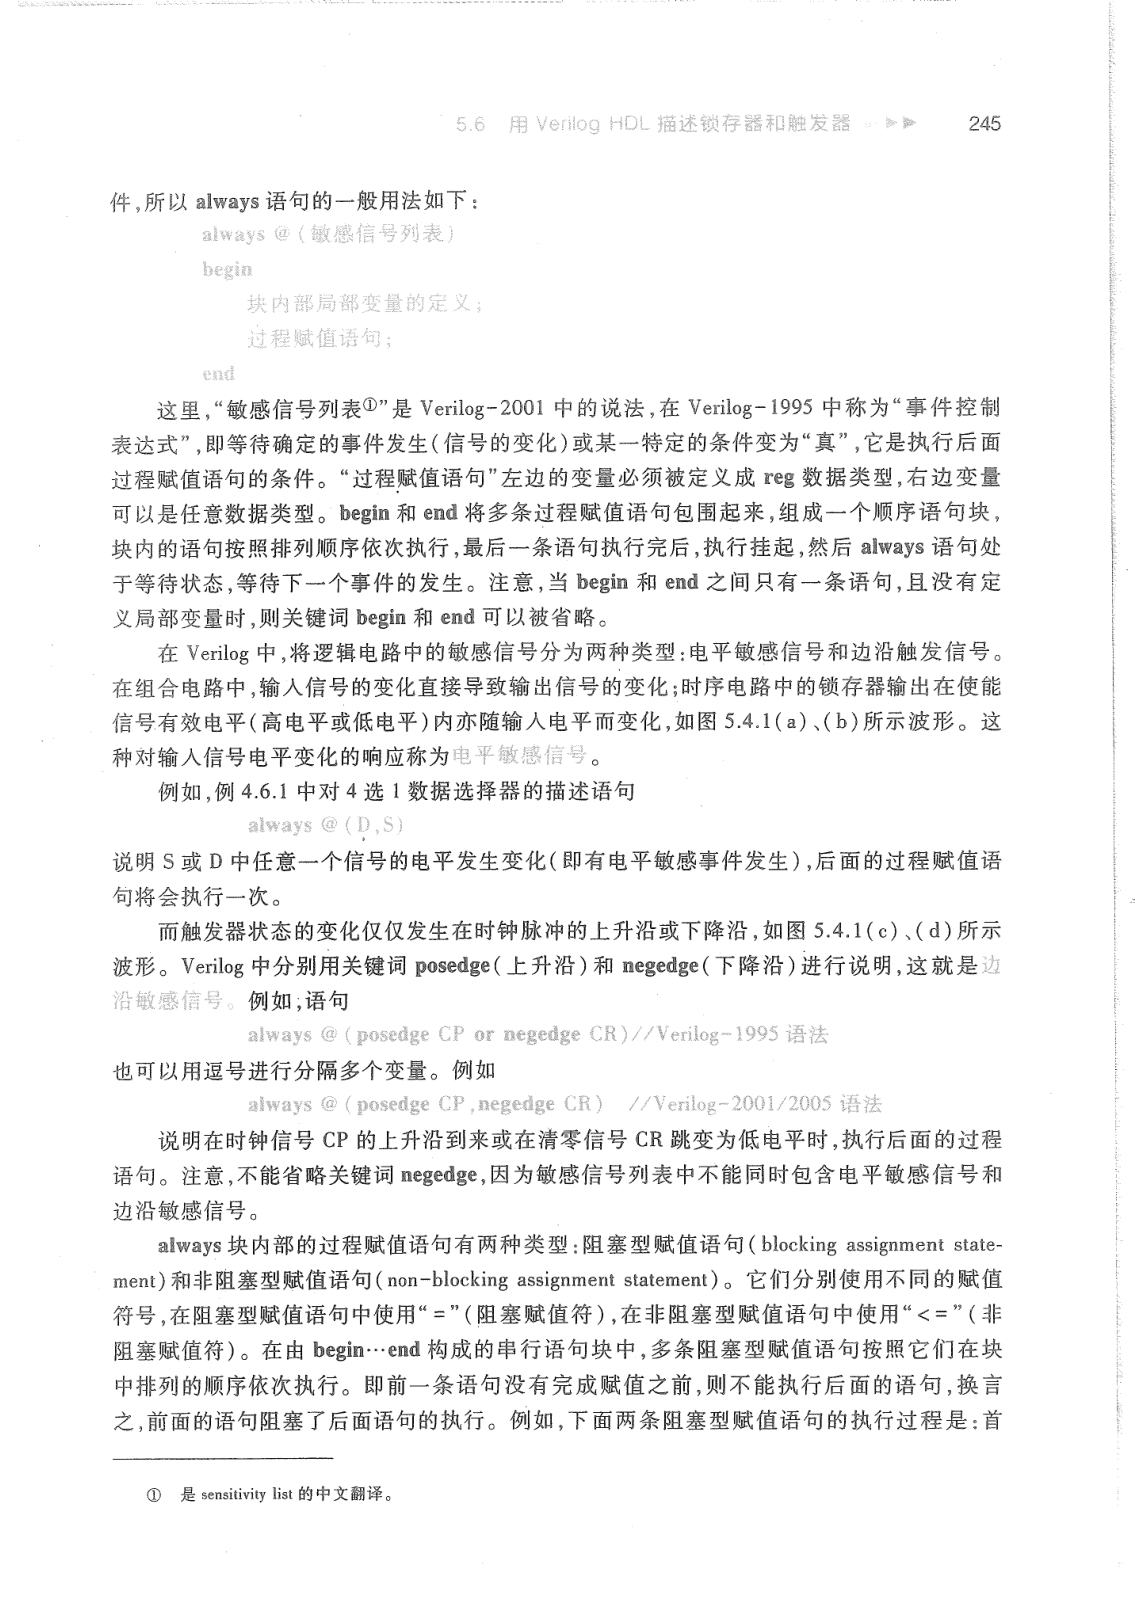 5.6 用 Verilog HDL 描述锁存器和触发器 245
件,所以 always 语句的一般用法如下:
always @ (敏感信号列表)
begin
块内部局部变量的定义;
过程赋值语句;
end
这里,“敏感信号列表①”是 Verilog-2001 中的说法,在 Verilog-1995 中称为“事件控制
表达式”,即等待确定的事件发生(信号的变化)或某一特定的条件变为“真”,它是执行后面
过程赋值语句的条件。“过程赋值语句”左边的变量必须被定义成 reg 数据类型,右边变量
可以是任意数据类型。begin 和 end 将多条过程赋值语句包围起来,组成一个顺序语句块,
块内的语句按照排列顺序依次执行,最后一条语句执行完后,执行挂起,然后 always 语句处
于等待状态,等待下一个事件的发生。注意,当 begin 和 end 之间只有一条语句,且没有定
义局部变量时,则关键词 begin 和 end 可以被省略。
在 Verilog 中,将逻辑电路中的敏感信号分为两种类型:电平敏感信号和边沿触发信号。
在组合电路中,输入信号的变化直接导致输出信号的变化;时序电路中的锁存器输出在使能
信号有效电平(高电平或低电平)内亦随输入电平而变化,如图 5.4.1(a)、(b)所示波形。这
种对输入信号电平变化的响应称为电平敏感信号。
例如,例 4.6.1 中对 4 选 1 数据选择器的描述语句
always @ (D,S)
说明 S 或 D 中任意一个信号的电平发生变化(即有电平敏感事件发生),后面的过程赋值语
句将会执行一次。
而触发器状态的变化仅仅发生在时钟脉冲的上升沿或下降沿,如图 5.4.1(c)、(d)所示
波形。Verilog 中分别用关键词 posedge(上升沿)和 negedge(下降沿)进行说明,这就是边
沿敏感信号。例如,语句
always @ (posedge CP or negedge CR)//Verilog-1995 语法
也可以用逗号进行分隔多个变量。例如
always @ (posedge CP,negedge CR) //Verilog-2001/2005 语法
说明在时钟信号 CP 的上升沿到来或在清零信号 CR 跳变为低电平时,执行后面的过程
语句。注意,不能省略关键词 negedge,因为敏感信号列表中不能同时包含电平敏感信号和
边沿敏感信号。
always 块内部的过程赋值语句有两种类型:阻塞型赋值语句(blocking assignment state-
ment)和非阻塞型赋值语句(non-blocking assignment statement)。它们分别使用不同的赋值
符号,在阻塞型赋值语句中使用“=”(阻塞赋值符),在非阻塞型赋值语句中使用“<=”(非
阻塞赋值符)。在由 begin…end 构成的串行语句块中,多条阻塞型赋值语句按照它们在块
中排列的顺序依次执行。即前一条语句没有完成赋值之前,则不能执行后面的语句,换言
之,前面的语句阻塞了后面语句的执行。例如,下面两条阻塞型赋值语句的执行过程是:首
① 是 sensitivity list 的中文翻译。